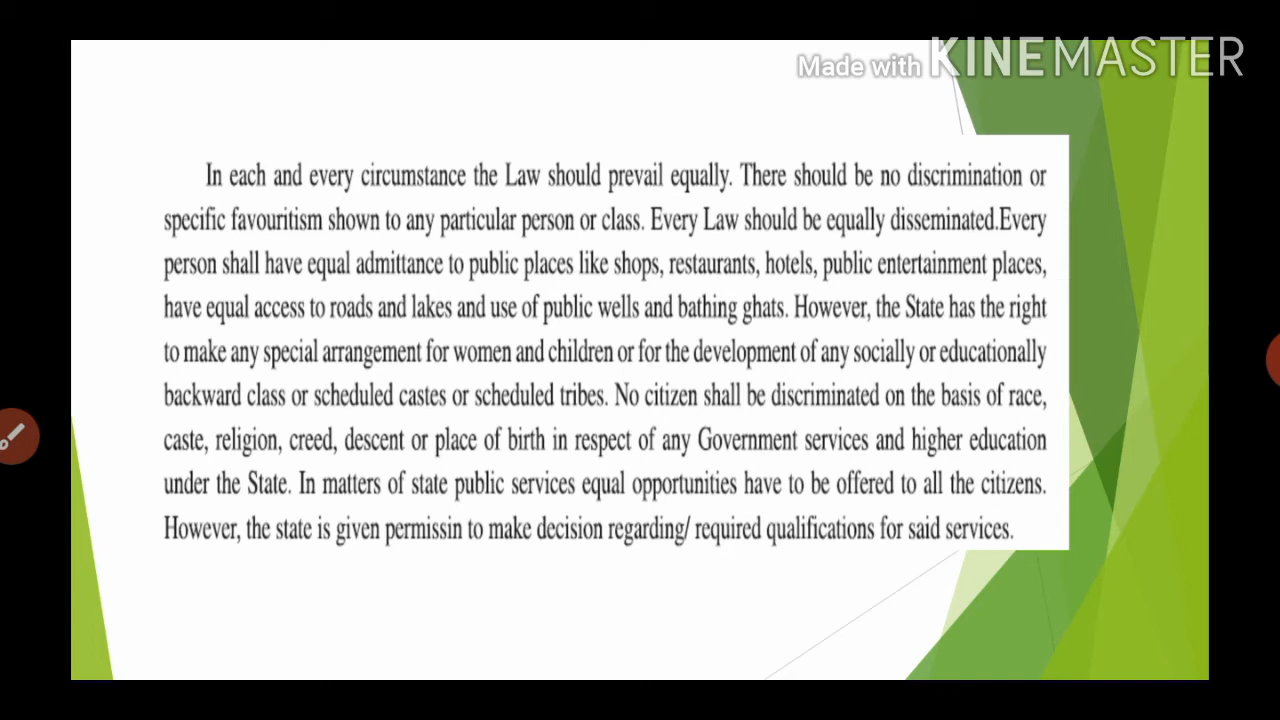 Made with KINEMASTER
In each and every circumstance the Law should prevail equally. There should be no discrimination or
specific favouritism shown to any particular person or class. Every Law should be equally disseminated.Every
person shall have equal admittance to public places like shops, restaurants, hotels, public entertainment places,
have equal access to roads and lakes and use of public wells and bathing ghats. However, the State has the right
to make any special arrangement for women and children or for the development of any socially or educationally
backward class or scheduled castes or scheduled tribes. No citizen shall be discriminated on the basis of race,
caste, religion, creed, descent or place of birth in respect of any Government services and higher education
under the State. In matters of state public services equal opportunities have to be offered to all the citizens.
However, the state is given permissin to make decision regarding/ required qualifications for said services.